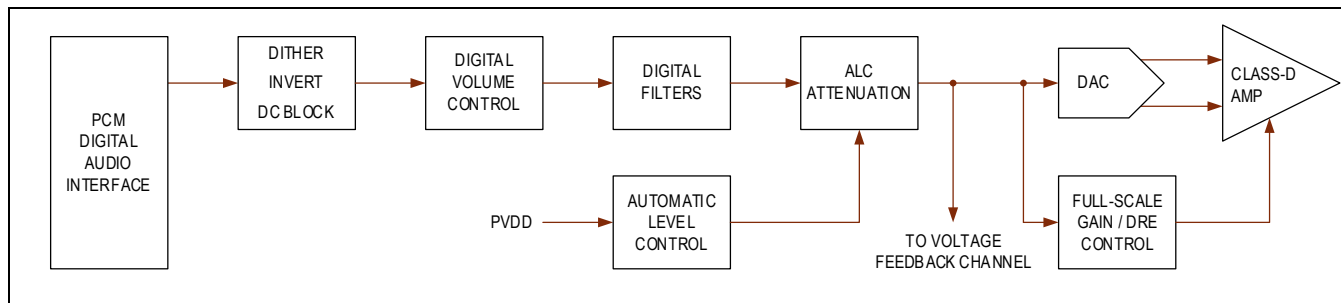 PCM
DIGITAL
AUDIO
INTERFACE
DITHER
INVERT
DC BLOCK
DIGITAL
VOLUME
CONTROL
DIGITAL
FILTERS
ALC
ATTENUATION
DAC
CLASS-D
AMP
PVDD
AUTOMATIC
LEVEL
CONTROL
TO VOLTAGE
FEEDBACK CHANNEL
FULL-SCALE
GAIN / DRE
CONTROL